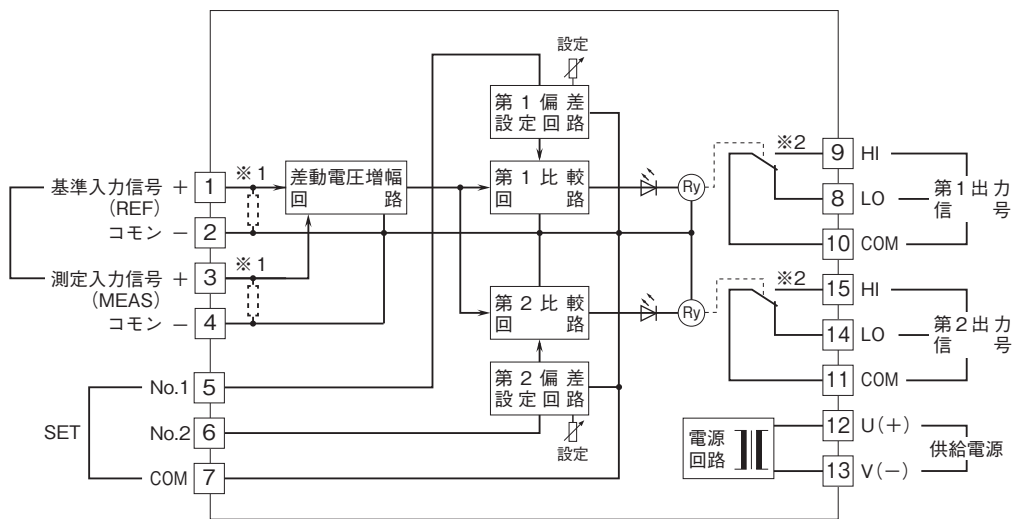 設定
第1偏差
設定回路
※1
※2
9 HI
基準入力信号 + 1
(REF)
差動電圧増幅
回路
第1比較
回路
Ry
8 LO
第1出力
信号
コモン − 2
10 COM
測定入力信号 + 3
(MEAS)
※1
※2
15 HI
コモン − 4
第2比較
回路
Ry
14 LO
第2出力
信号
No.1 5
第2偏差
設定回路
11 COM
SET
No.2 6
設定
電源
回路
12 U(+)
供給電源
COM 7
13 V(−)